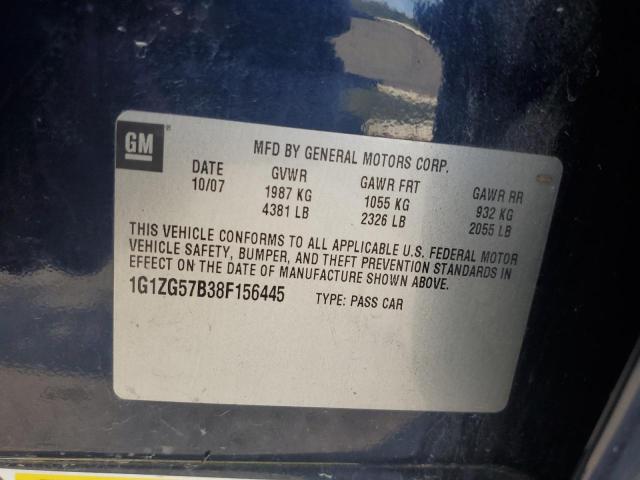 GM®
MFD BY GENERAL MOTORS CORP.
DATE GVWR GAWR FRT GAWR RR
10/07 1987 KG 1055 KG 932 KG
4381 LB 2326 LB 2055 LB
THIS VEHICLE CONFORMS TO ALL APPLICABLE U.S. FEDERAL MOTOR
VEHICLE SAFETY, BUMPER, AND THEFT PREVENTION STANDARDS IN
EFFECT ON THE DATE OF MANUFACTURE SHOWN ABOVE.
1G1ZG57B38F156445 TYPE: PASS CAR